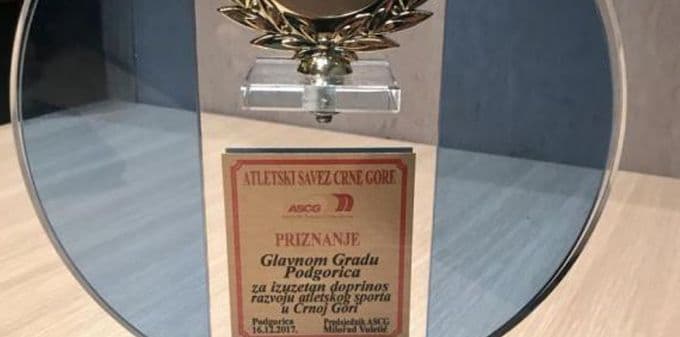 ATLETSKI SAVEZ CRNE GORE
ASCG
PRIZNANJE
Glavnom Gradu
Podgorica
za izuzetan doprinos
razvoju atletskog sporta
u Crnoj Gori
Podgorica Predsjednik ASCG
16.12.2017. Milorad Vuletić